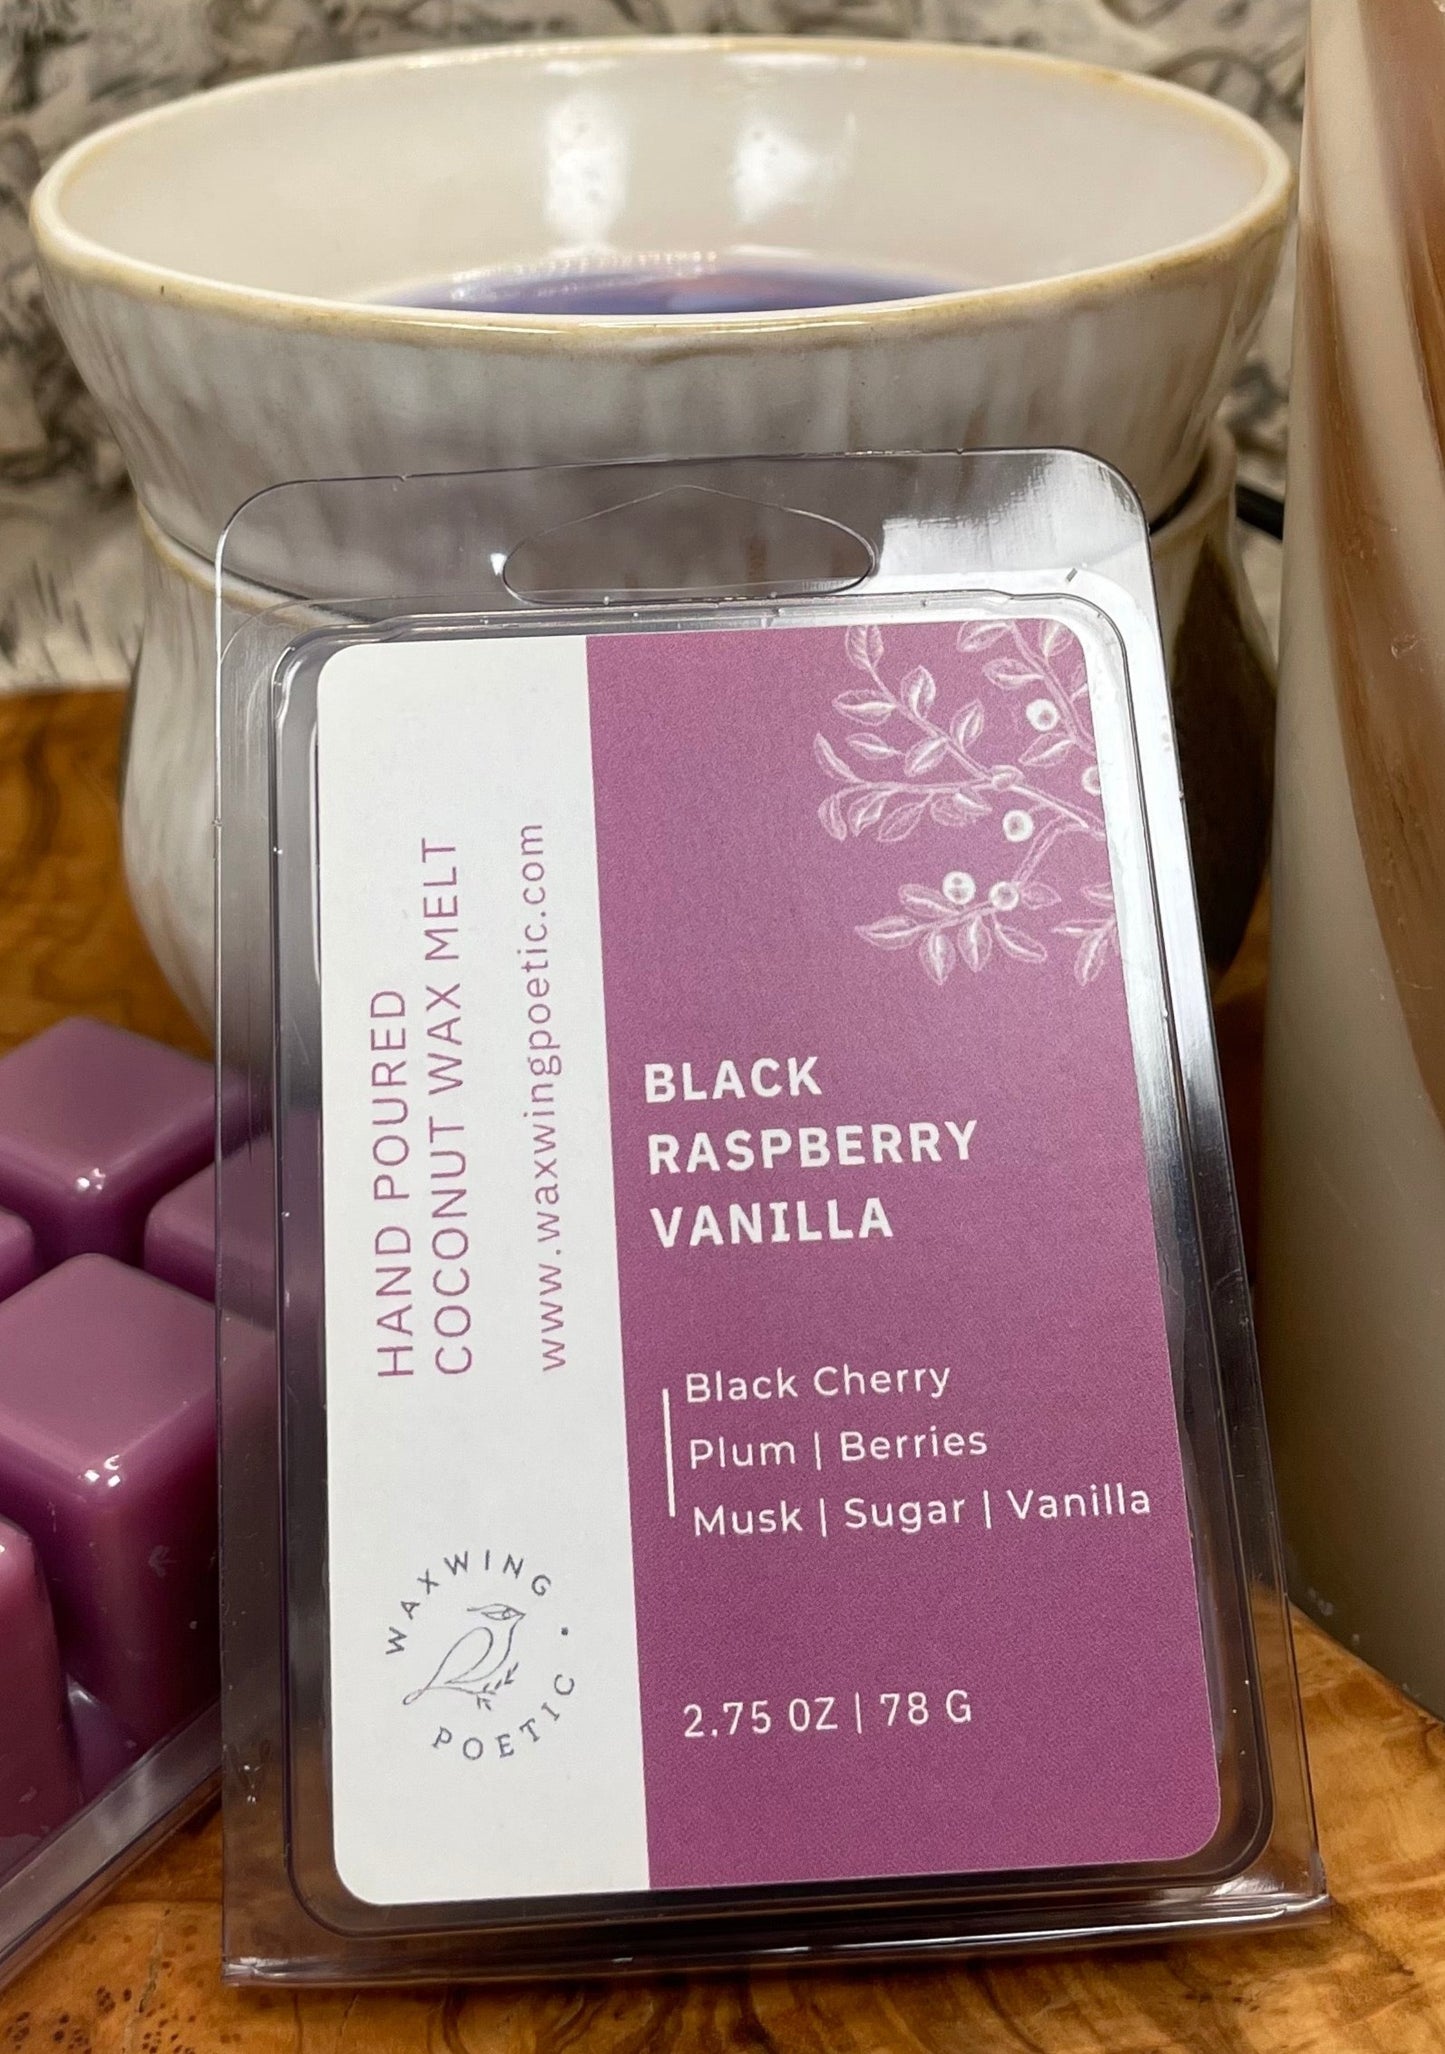 HAND POURED
COCONUT WAX MELT
www.waxwingpoetic.com
WAXWING
POETIC
BLACK
RASPBERRY
VANILLA
Black Cherry
Plum | Berries
Musk | Sugar | Vanilla
2.75 OZ | 78 G